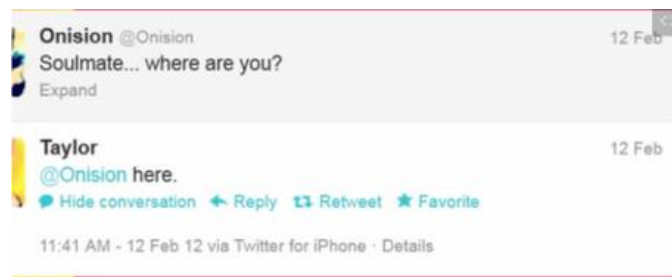 Onision @Onision 12 Feb
Soulmate... where are you?
Expand
Taylor 12 Feb
@Onision here.
Hide conversation Reply Retweet Favorite
11:41 AM - 12 Feb 12 via Twitter for iPhone · Details